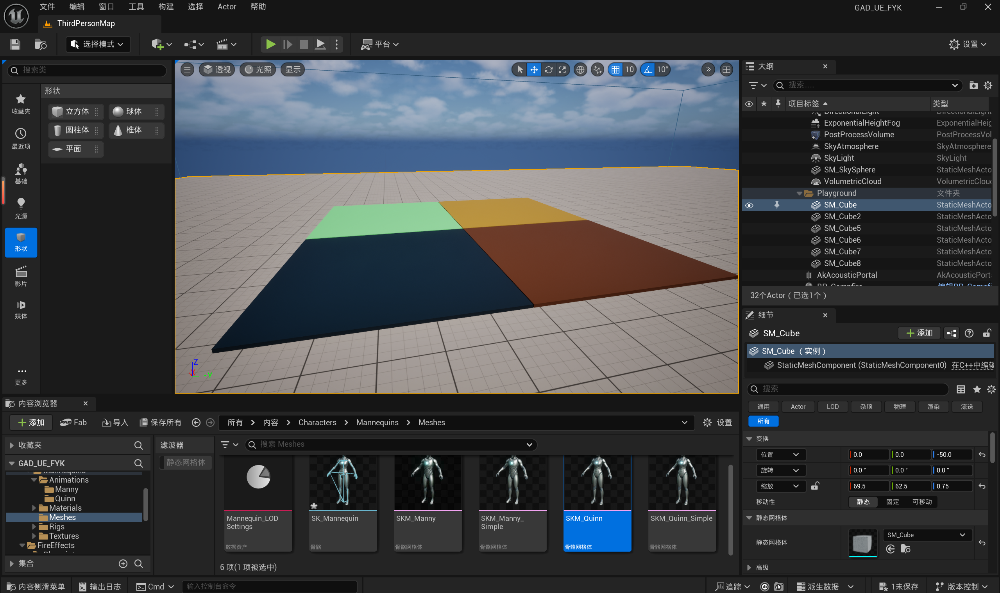 文件 编辑 窗口 工具 构建 选择 Actor 帮助
GAD_UE_FYK
ThirdPersonMap
选择模式
平台
设置
搜索类
形状
立方体 球体
圆柱体 椎体
平面
收藏夹
最近项
基础
光源
形状
影片
媒体
更多
透视 光照 显示
10 10°
Z
X
Y
大纲
搜索......
项目标签 类型
DirectionalLight DirectionalLight
ExponentialHeightFog ExponentialHeig
PostProcessVolume PostProcessVol
SkyAtmosphere SkyAtmosphere
SkyLight SkyLight
SM_SkySphere StaticMeshActo
VolumetricCloud VolumetricClou
Playground 文件夹
SM_Cube StaticMeshActo
SM_Cube2 StaticMeshActo
SM_Cube5 StaticMeshActo
SM_Cube6 StaticMeshActo
SM_Cube7 StaticMeshActo
SM_Cube8 StaticMeshActo
AkAcousticPortal AkAcousticPort
BP_Campfire 编辑BP_Campfi
32个Actor（已选1个）
细节
SM_Cube
添加
SM_Cube（实例）
StaticMeshComponent (StaticMeshComponent0) 在C++中编辑
搜索
通用 Actor LOD 杂项 物理 渲染 流送
所有
变换
位置 0.0 0.0 -50.0
旋转 0.0 ° 0.0 ° 0.0 °
缩放 69.5 62.5 0.75
移动性 静态 固定 可移动
静态网格体
静态网格体 SM_Cube
高级
内容浏览器
添加 Fab 导入 保存所有 所有 内容 Characters Mannequins Meshes 设置
收藏夹
GAD_UE_FYK
Mannequins
Animations
Manny
Quinn
Materials
Meshes
Rigs
Textures
FireEffects
集合
滤波器
静态网格体
搜索 Meshes
Mannequin_LOD
Settings
数据资产
SK_Mannequin
骨骼
SKM_Manny
骨骼网格体
SKM_Manny_
Simple
骨骼网格体
SKM_Quinn
骨骼网格体
SKM_Quinn_Simple
骨骼网格体
6 项(1 项被选中)
内容侧滑菜单 输出日志 Cmd 输入控制台命令
追踪 派生数据 1未保存 版本控制